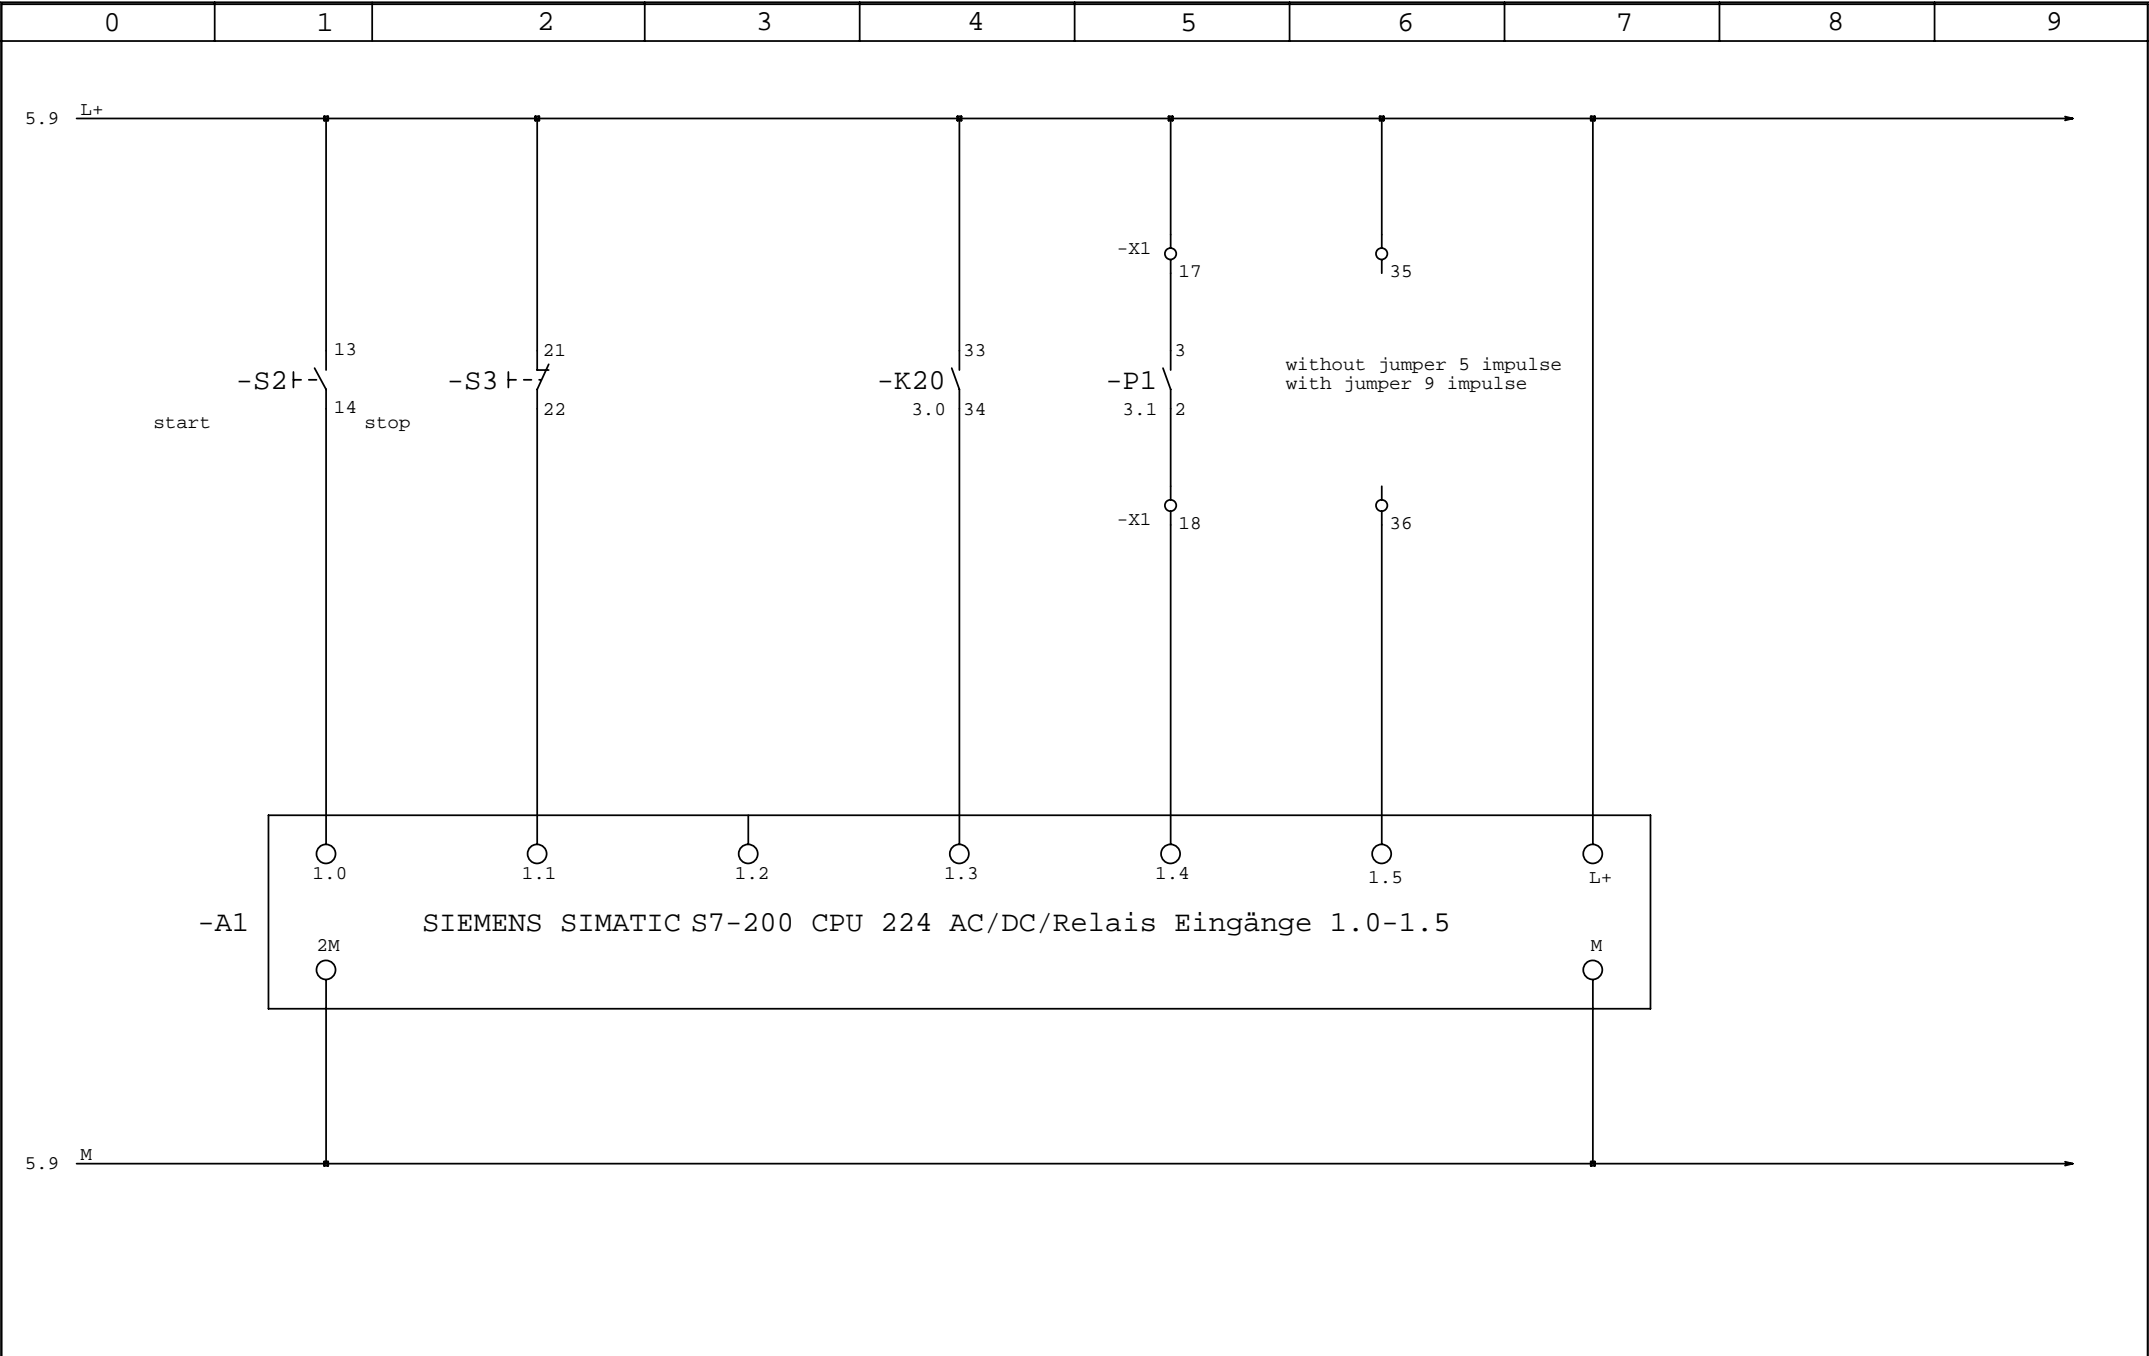 0 1 2 3 4 5 6 7 8 9
L+
5.9
-X1
17 35
13 21 33 3
-S2 -S3 -K20 -P1
without jumper 5 impulse
with jumper 9 impulse
14 22 3.0 34 3.1 2
start stop
-X1 18 36
1.0 1.1 1.2 1.3 1.4 1.5 L+
-A1 SIEMENS SIMATIC S7-200 CPU 224 AC/DC/Relais Eingänge 1.0-1.5
2M M
M
5.9